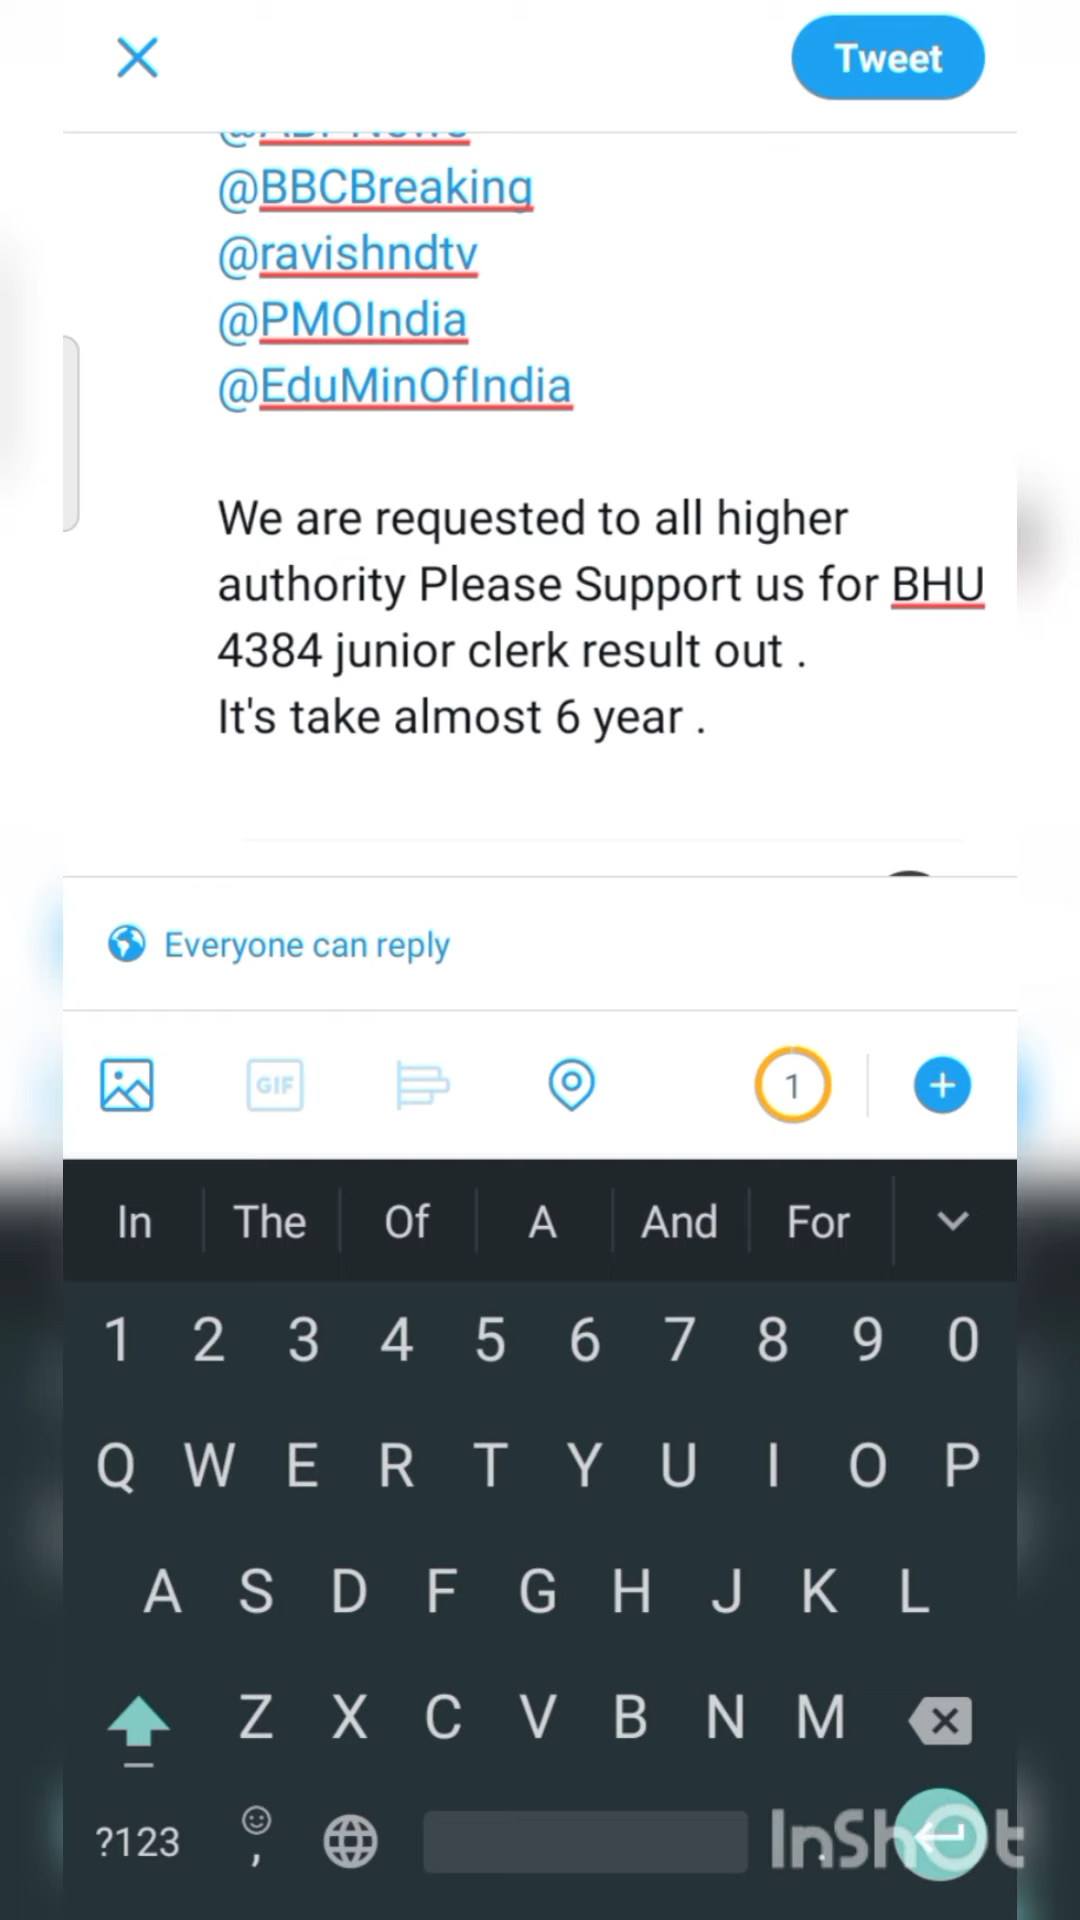 Tweet
@ABPNews
@BBCBreaking
@ravishndtv
@PMOIndia
@EduMinOfIndia
We are requested to all higher
authority Please Support us for BHU
4384 junior clerk result out .
It's take almost 6 year .
Everyone can reply
GIF
1
In The Of A And For
1 2 3 4 5 6 7 8 9 0
Q W E R T Y U I O P
A S D F G H J K L
Z X C V B N M
?123 , .
InShOt